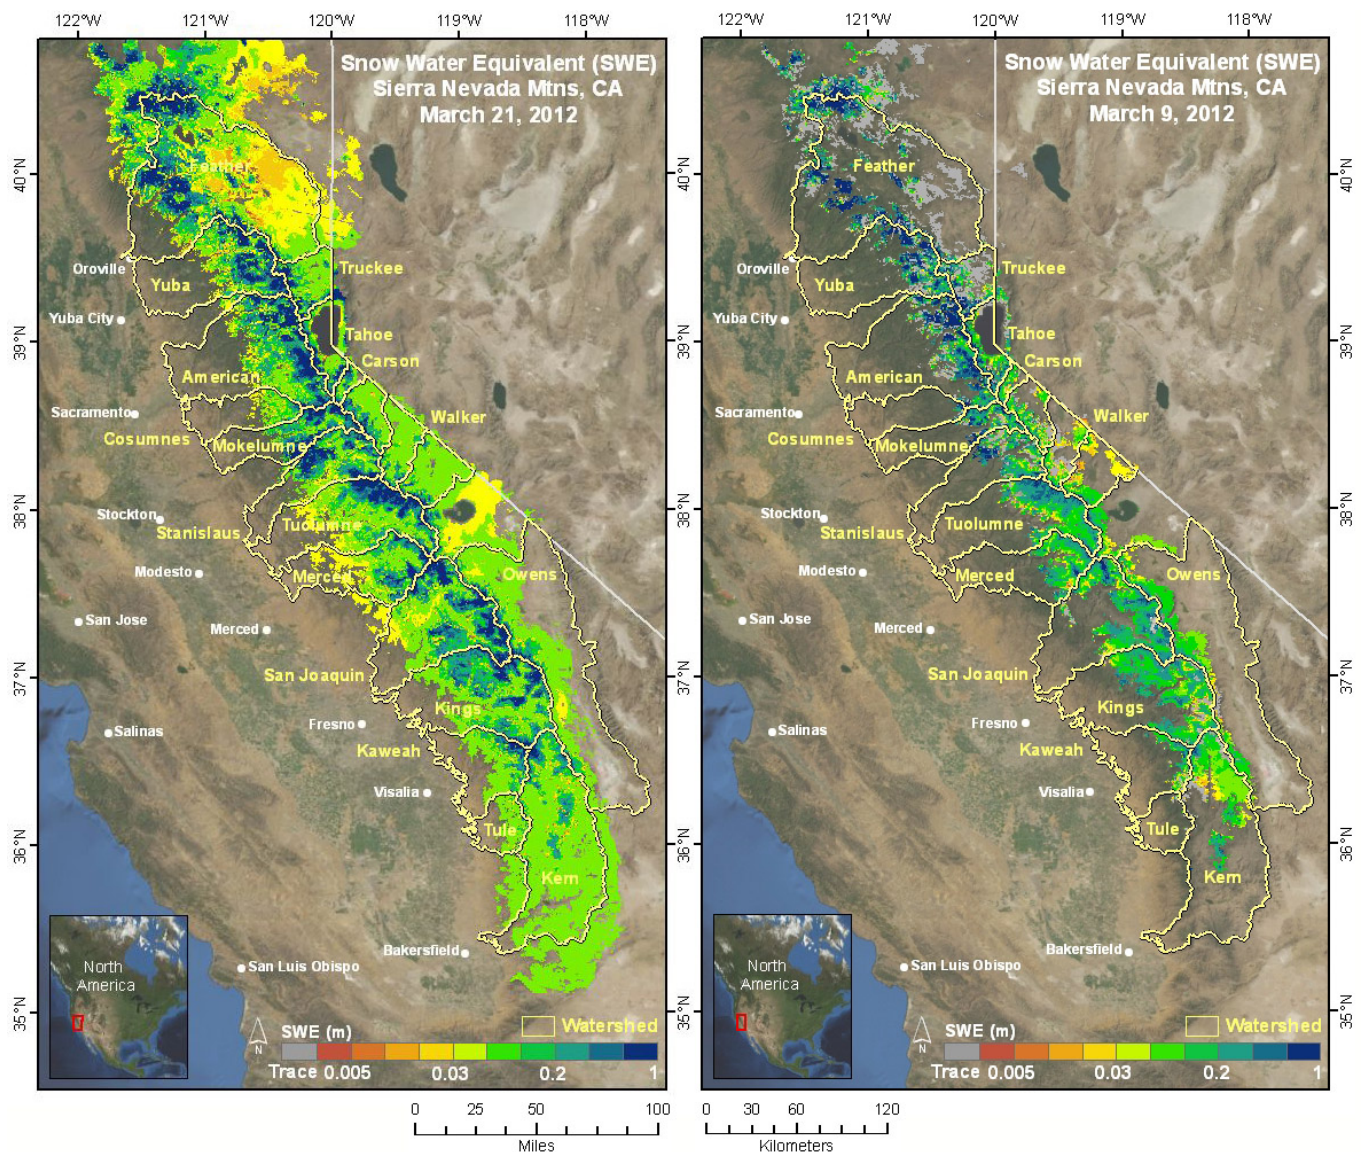 122°W 121°W 120°W 119°W 118°W
Snow Water Equivalent (SWE)
Sierra Nevada Mtns, CA
March 21, 2012
40°N
39°N
38°N
37°N
36°N
35°N
Feather
Oroville
Truckee
Yuba
Yuba City
Tahoe
Carson
American
Sacramento
Walker
Cosumnes
Mokelumne
Stockton
Tuolumne
Stanislaus
Modesto
Merced
Owens
San Jose
Merced
San Joaquin
Kings
Fresno
Salinas
Kaweah
Visalia
Tule
Kern
Bakersfield
San Luis Obispo
North
America
N
SWE (m)
Watershed
Trace 0.005 0.03 0.2 1
0 25 50 100
Miles
122°W 121°W 120°W 119°W 118°W
Snow Water Equivalent (SWE)
Sierra Nevada Mtns, CA
March 9, 2012
40°N
39°N
38°N
37°N
36°N
35°N
Feather
Oroville
Truckee
Yuba
Yuba City
Tahoe
Carson
American
Sacramento
Walker
Cosumnes
Mokelumne
Stockton
Tuolumne
Stanislaus
Modesto
Merced
Owens
San Jose
Merced
San Joaquin
Kings
Fresno
Salinas
Kaweah
Visalia
Tule
Kern
Bakersfield
San Luis Obispo
North
America
N
SWE (m)
Watershed
Trace 0.005 0.03 0.2 1
0 30 60 120
Kilometers